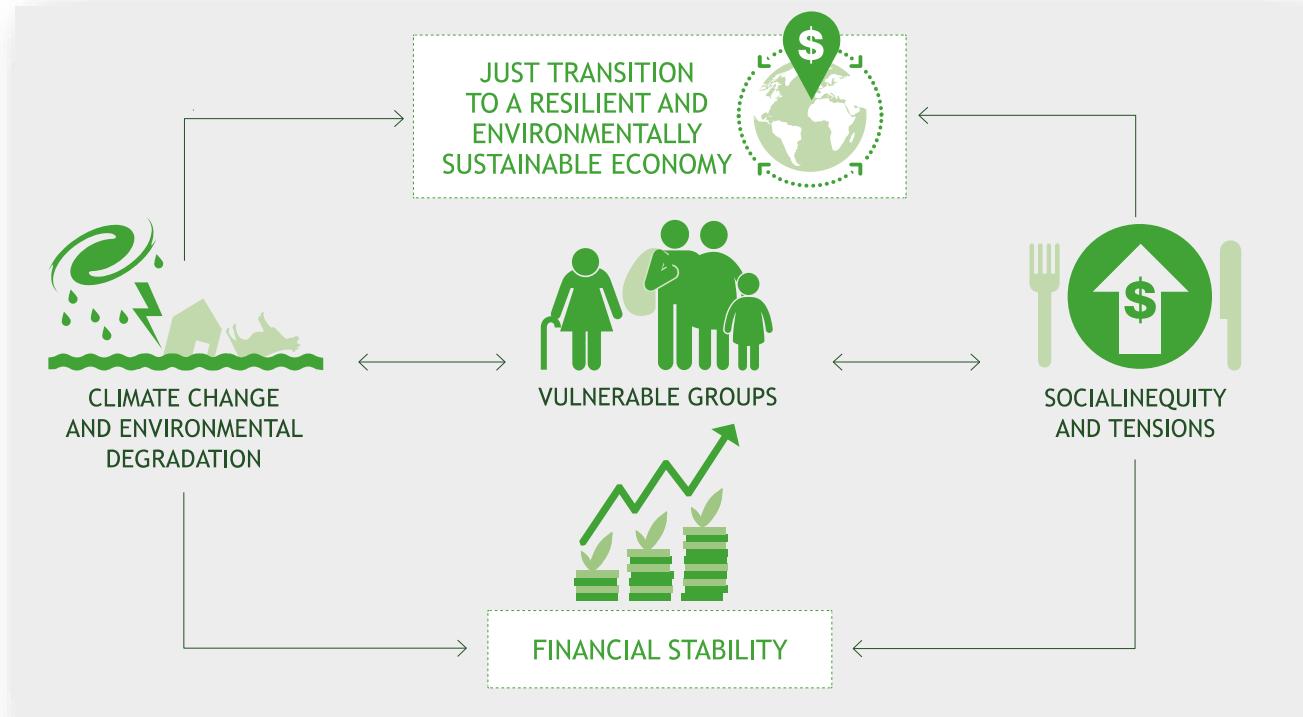 $
JUST TRANSITION
TO A RESILIENT AND
ENVIRONMENTALLY
SUSTAINABLE ECONOMY
$
CLIMATE CHANGE
AND ENVIRONMENTAL
DEGRADATION
VULNERABLE GROUPS
SOCIALINEQUITY
AND TENSIONS
FINANCIAL STABILITY